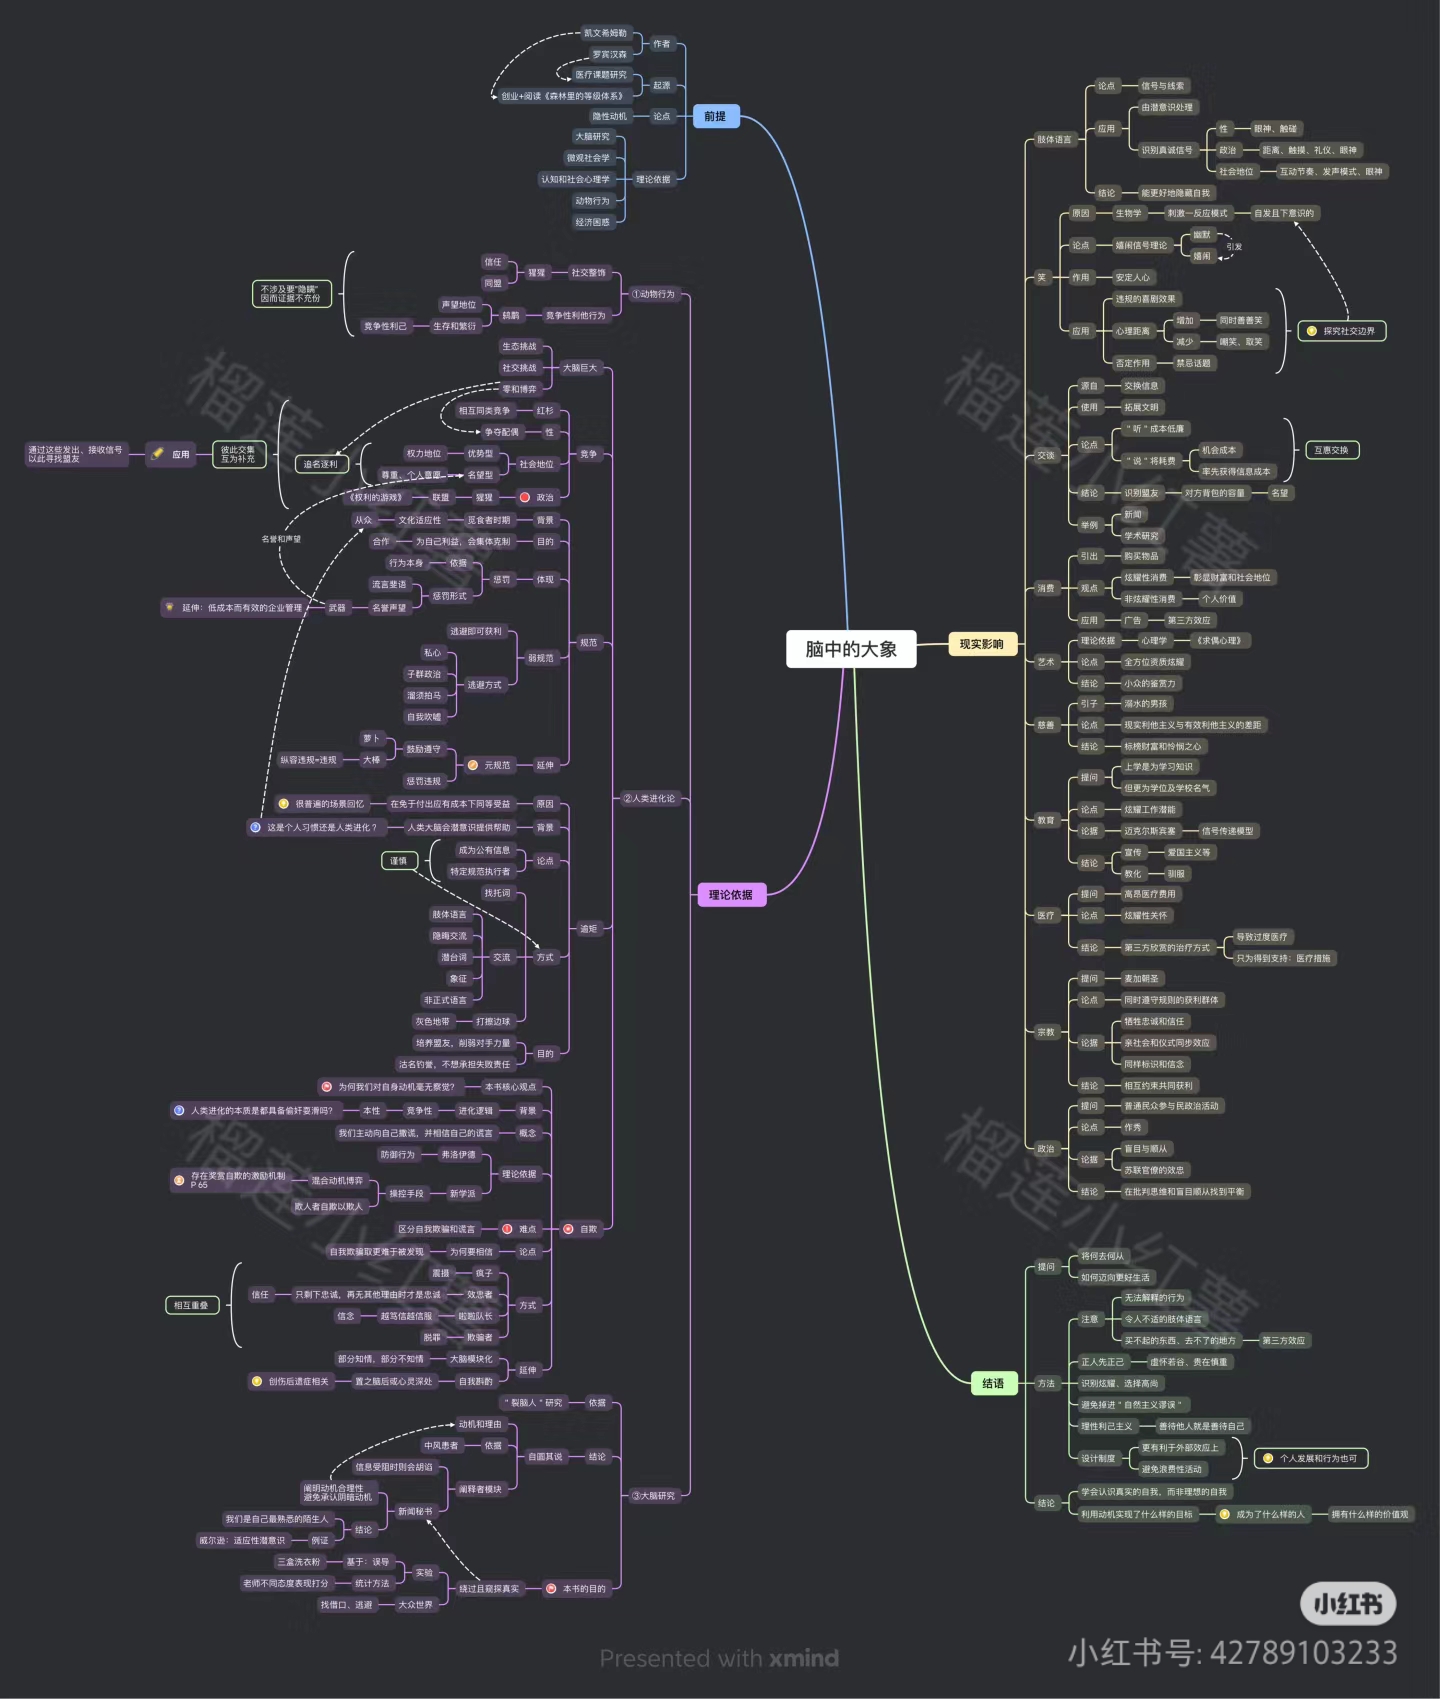 脑中的大象
前提
作者
凯文希姆勒
罗宾汉森
起源
医疗课题研究
创业+阅读《森林里的等级体系》
论点
隐性动机
理论依据
大脑研究
微观社会学
认知和社会心理学
动物行为
经济困惑
理论依据
①动物行为
社交整饰
猩猩
信任
同盟
竞争性利他行为
鸫鹛
声望地位
生存和繁衍
竞争性利己
不涉及要“隐瞒”
因而证据不充份
②人类进化论
大脑巨大
生态挑战
社交挑战
零和博弈
竞争
红杉
相互同类竞争
性
争夺配偶
社会地位
优势型
权力地位
名望型
尊重、个人意愿
追名逐利
政治
猩猩
联盟
《权利的游戏》
彼此交集
互为补充
应用
通过这些发出、接收信号
以此寻找盟友
规范
背景
觅食者时期
文化适应性
从众
目的
为自己利益，会集体克制
合作
体现
惩罚
依据
行为本身
惩罚形式
流言蜚语
名誉声望
武器
延伸：低成本而有效的企业管理
名誉和声望
弱规范
逃避即可获利
逃避方式
私心
子群政治
溜须拍马
自我吹嘘
延伸
元规范
鼓励遵守
萝卜
大棒
纵容违规=违规
惩罚违规
逾矩
原因
在免于付出应有成本下同等受益
很普遍的场景回忆
背景
人类大脑会潜意识提供帮助
这是个人习惯还是人类进化？
论点
成为公有信息
特定规范执行者
谨慎
方式
找托词
交流
肢体语言
隐晦交流
潜台词
象征
非正式语言
打擦边球
灰色地带
目的
培养盟友，削弱对手力量
沽名钓誉，不想承担失败责任
自欺
本书核心观点
为何我们对自身动机毫无察觉？
背景
进化逻辑
竞争性
本性
人类进化的本质是都具备偷奸耍滑吗？
概念
我们主动向自己撒谎，并相信自己的谎言
理论依据
弗洛伊德
防御行为
新学派
操控手段
混合动机博弈
存在奖赏自欺的激励机制
P 65
欺人者自欺以欺人
难点
区分自我欺骗和谎言
论点
为何要相信
自我欺骗取更难于被发现
方式
疯子
震摄
效忠者
只剩下忠诚，再无其他理由时才是忠诚
信任
啦啦队长
越骂信越信服
信念
欺骗者
脱罪
相互重叠
延伸
大脑模块化
部分知情，部分不知情
自我斟酌
置之脑后或心灵深处
创伤后遗症相关
③大脑研究
依据
＂裂脑人＂研究
结论
自圆其说
动机和理由
依据
中风患者
阐释者模块
信息受阻时则会胡诌
新闻秘书
阐明动机合理性
避免承认阴暗动机
结论
我们是自己最熟悉的陌生人
例证
威尔逊：适应性潜意识
本书的目的
绕过且窥探真实
实验
基于：误导
三盒洗衣粉
统计方法
老师不同态度表现打分
大众世界
找借口、逃避
现实影响
肢体语言
论点
信号与线索
应用
由潜意识处理
识别真诚信号
性
眼神、触碰
政治
距离、触摸、礼仪、眼神
社会地位
互动节奏、发声模式、眼神
结论
能更好地隐藏自我
笑
原因
生物学
刺激一反应模式
自发且下意识的
论点
嬉闹信号理论
幽默
嬉闹
引发
作用
安定人心
应用
违规的喜剧效果
心理距离
增加
同时善善笑
减少
嘲笑、取笑
否定作用
禁忌话题
探究社交边界
交谈
源自
交换信息
使用
拓展文明
论点
＂听＂成本低廉
＂说＂将耗费
机会成本
率先获得信息成本
互惠交换
结论
识别盟友
对方背包的容量
名望
举例
新闻
学术研究
消费
引出
购买物品
观点
炫耀性消费
彰显财富和社会地位
非炫耀性消费
个人价值
应用
广告
第三方效应
艺术
理论依据
心理学
《求偶心理》
论点
全方位资质炫耀
结论
小众的鉴赏力
慈善
引子
溺水的男孩
论点
现实利他主义与有效利他主义的差距
结论
标榜财富和怜悯之心
教育
提问
上学是为学习知识
但更为学位及学校名气
论点
炫耀工作潜能
论据
迈克尔斯宾塞
信号传递模型
结论
宣传
爱国主义等
教化
驯服
医疗
提问
高昂医疗费用
论点
炫耀性关怀
结论
第三方欣赏的治疗方式
导致过度医疗
只为得到支持：医疗措施
宗教
提问
麦加朝圣
论点
同时遵守规则的获利群体
论据
牺牲忠诚和信任
亲社会和仪式同步效应
同样标识和信念
结论
相互约束共同获利
政治
提问
普通民众参与民政治活动
论点
作秀
论据
盲目与顺从
苏联官僚的效忠
结论
在批判思维和盲目顺从找到平衡
结语
提问
将何去何从
如何迈向更好生活
方法
注意
无法解释的行为
令人不适的肢体语言
买不起的东西、去不了的地方
第三方效应
正人先正己
虚怀若谷、贵在慎重
识别炫耀、选择高尚
避免掉进＂自然主义谬误＂
理性利己主义
善待他人就是善待自己
设计制度
更有利于外部效应上
避免浪费性活动
个人发展和行为也可
结论
学会认识真实的自我，而非理想的自我
利用动机实现了什么样的目标
成为了什么样的人
拥有什么样的价值观
榴莲小红薯
榴莲小红薯
榴莲小红薯
榴莲小红薯
Presented with xmind
小红书
小红书号: 42789103233